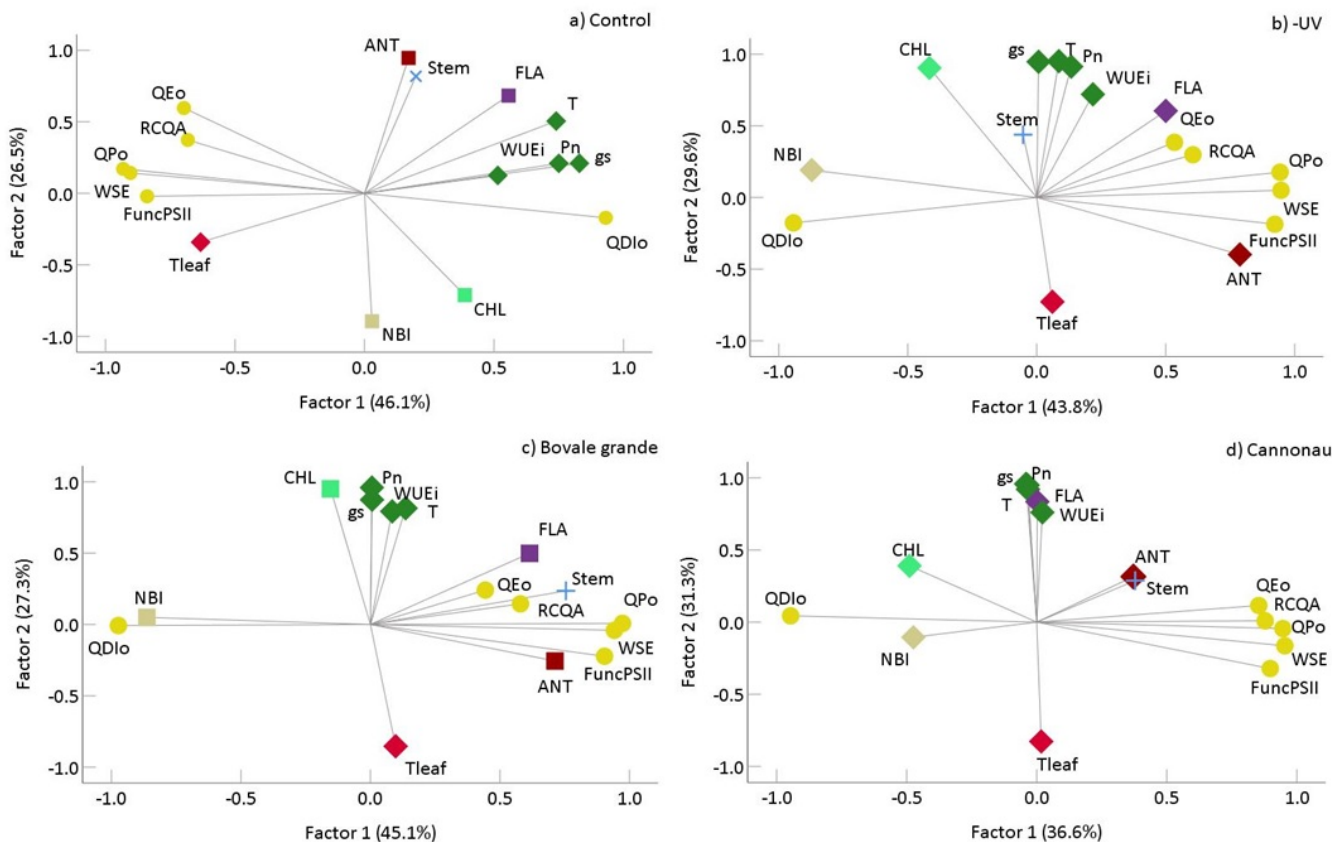 a) Control
Factor 2 (26.5%)
1.0
0.5
0.0
-0.5
-1.0
ANT
Stem
FLA
QEo
T
RCQA
WUEi Pn gs
QPo
WSE
FuncPSII
QDIo
Tleaf
CHL
NBI
-1.0 -0.5 0.0 0.5 1.0
Factor 1 (46.1%)
b) -UV
Factor 2 (29.6%)
1.0
0.5
0.0
-0.5
-1.0
CHL
gs T Pn
WUEi
FLA
Stem
QEo
RCQA
NBI
QPo
WSE
QDIo
FuncPSII
ANT
Tleaf
-1.0 -0.5 0.0 0.5 1.0
Factor 1 (43.8%)
c) Bovale grande
Factor 2 (27.3%)
1.0
0.5
0.0
-0.5
-1.0
CHL
Pn
WUEi
gs
T
FLA
Stem
QEo
NBI
RCQA
QPo
QDIo
WSE
FuncPSII
ANT
Tleaf
-1.0 -0.5 0.0 0.5 1.0
Factor 1 (45.1%)
d) Cannonau
Factor 2 (31.3%)
1.0
0.5
0.0
-0.5
-1.0
gs Pn
FLA
T
WUEi
CHL
ANT
Stem
QEo
QDIo
RCQA
QPo
NBI
WSE
FuncPSII
Tleaf
-1.0 -0.5 0.0 0.5 1.0
Factor 1 (36.6%)